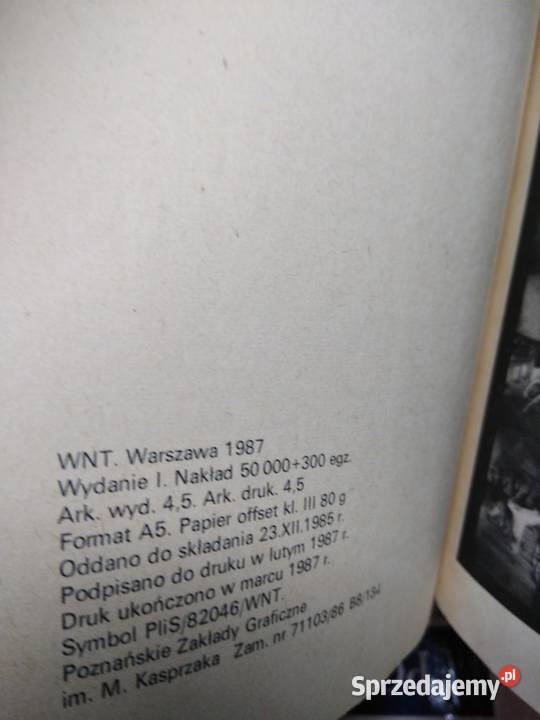 WNT. Warszawa 1987
Wydanie I. Nakład 50 000+300 egz.
Ark. wyd. 4,5. Ark. druk. 4,5
Format A5. Papier offset kl. III 80 g
Oddano do składania 23.XII.1985 r.
Podpisano do druku w lutym 1987 r.
Druk ukończono w marcu 1987 r.
Symbol PliS/82046/WNT.
Poznańskie Zakłady Graficzne
im. M. Kasprzaka Zam. nr 71103/86 B8/134
Sprzedajemy.pl